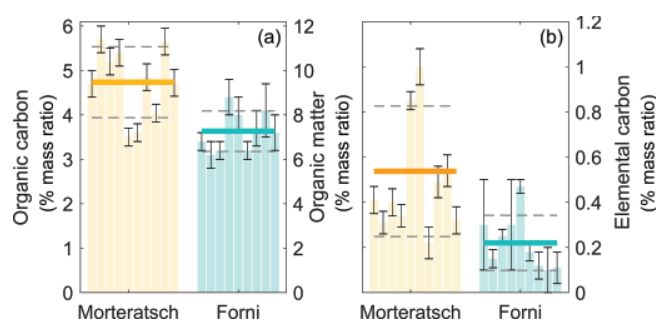 Organic carbon
(% mass ratio)
6
5
4
3
2
1
0
(a)
12
10
8
6
4
2
0
Organic matter
(% mass ratio)
Morteratsch
Forni
(b)
1.2
1
0.8
0.6
0.4
0.2
0
Elemental carbon
(% mass ratio)
Morteratsch
Forni